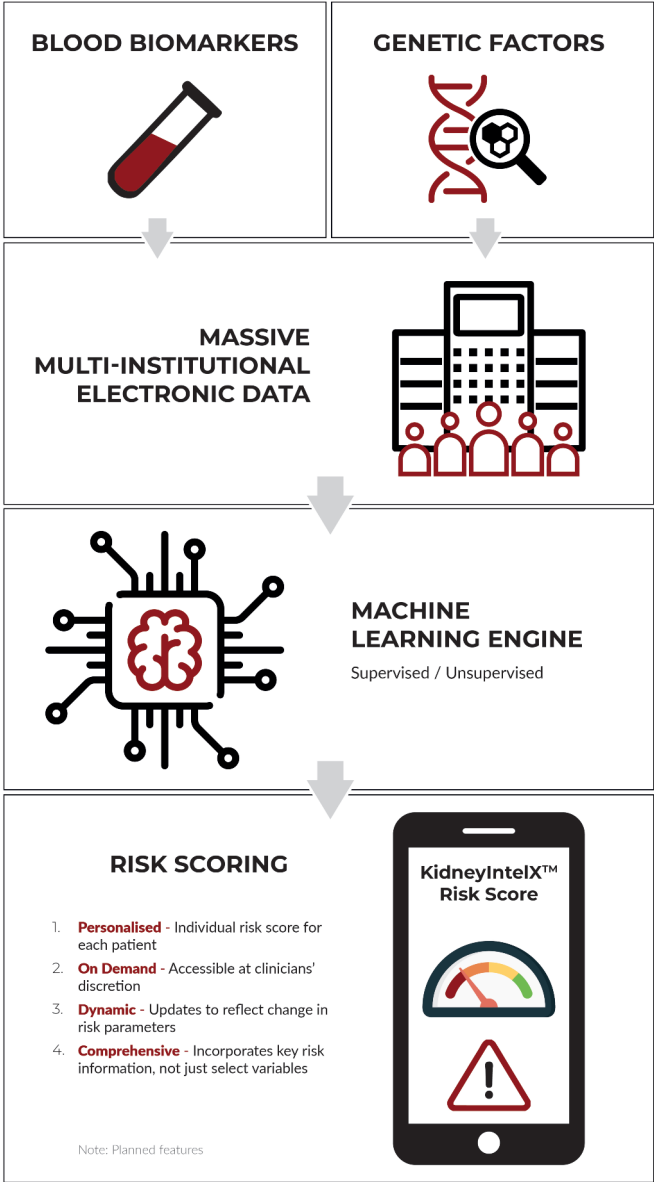 BLOOD BIOMARKERS
GENETIC FACTORS
MASSIVE
MULTI-INSTITUTIONAL
ELECTRONIC DATA
MACHINE
LEARNING ENGINE
Supervised / Unsupervised
RISK SCORING
1. Personalised - Individual risk score for
each patient
2. On Demand - Accessible at clinicians'
discretion
3. Dynamic - Updates to reflect change in
risk parameters
4. Comprehensive - Incorporates key risk
information, not just select variables
Note: Planned features
KidneyIntelX™
Risk Score